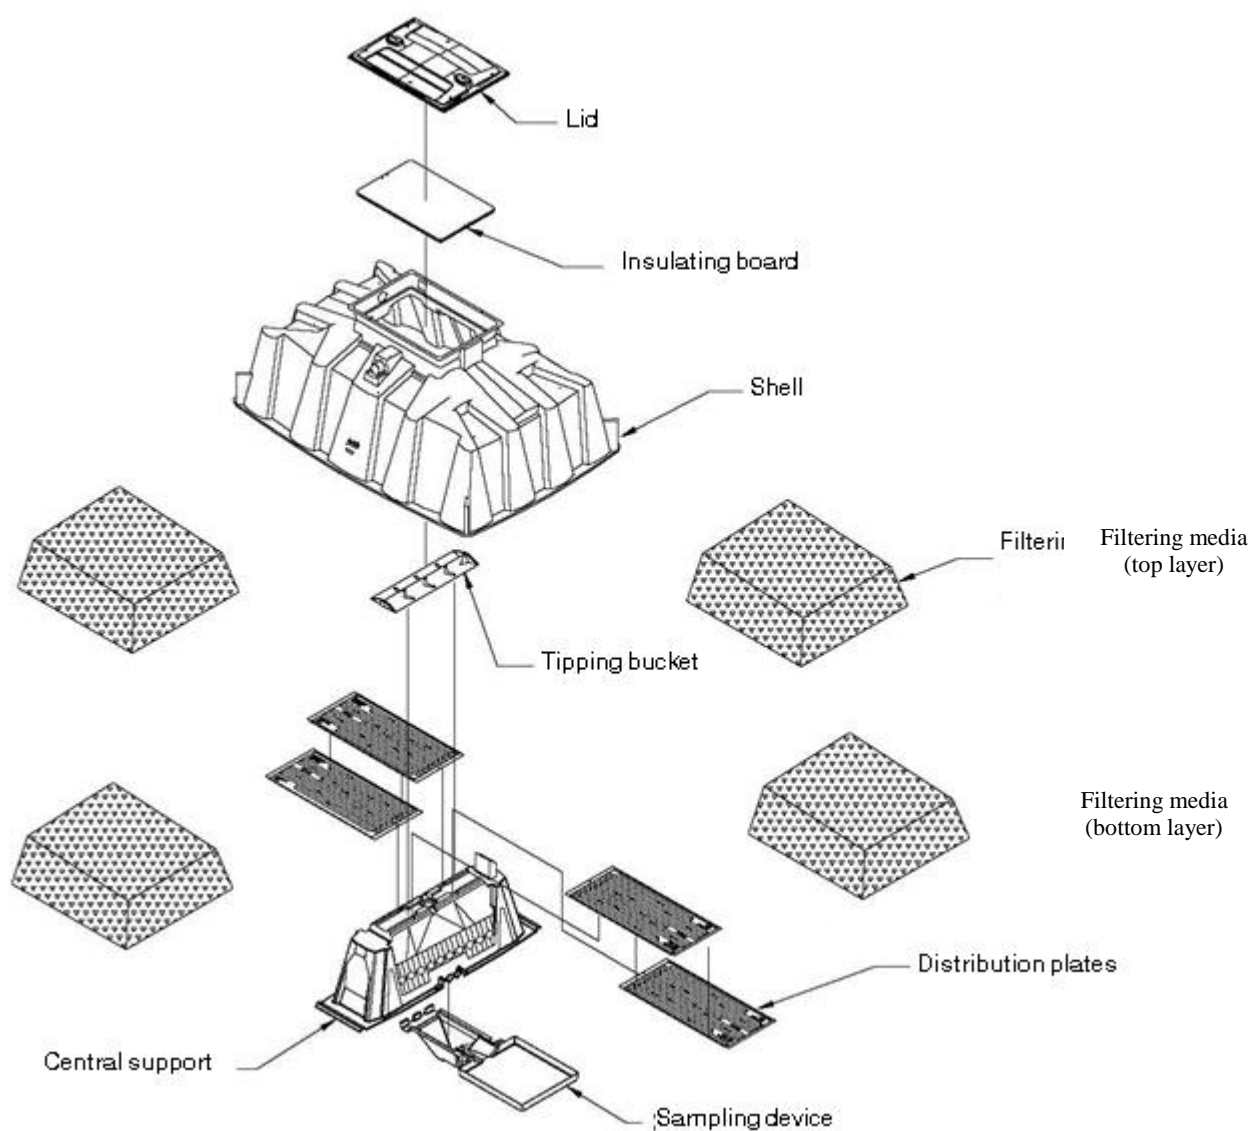 Lid
Insulating board
Shell
Filteri
Filtering media
(top layer)
Tipping bucket
Filtering media
(bottom layer)
Distribution plates
Central support
Sampling device